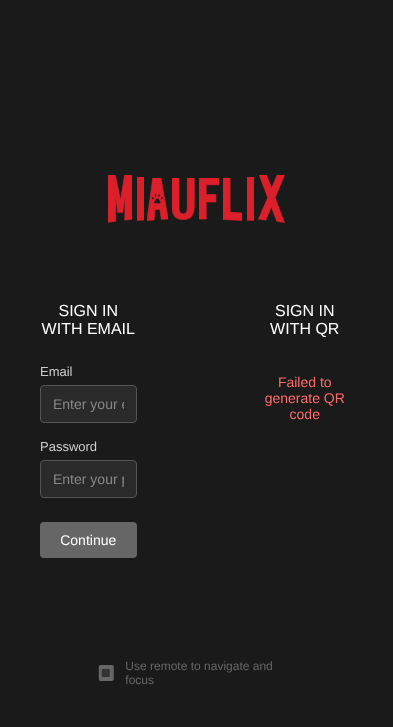 MIAUFLIX
SIGN IN
WITH EMAIL
Email
Enter your e
Password
Enter your p
Continue
SIGN IN
WITH QR
Failed to
generate QR
code
Use remote to navigate and
focus